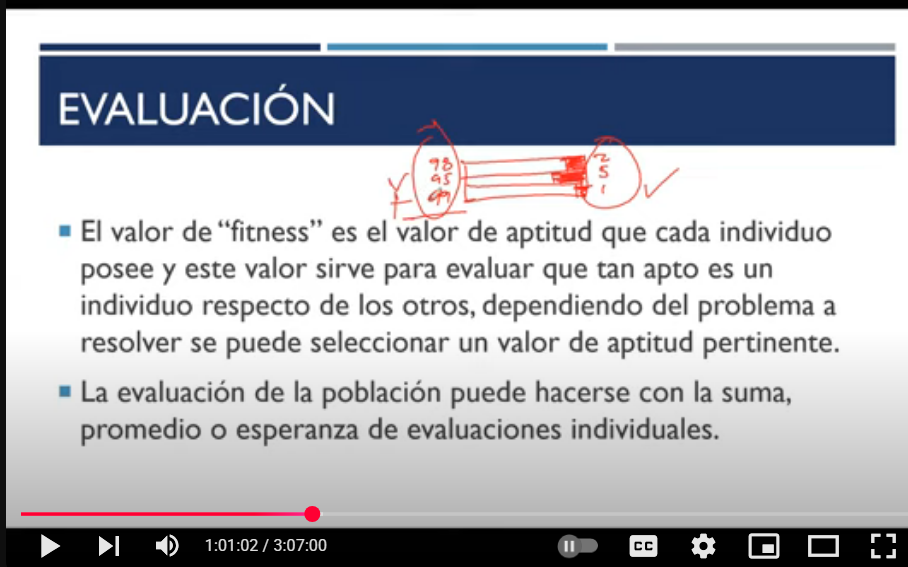 EVALUACIÓN
98 2
95 5
99 1
El valor de “fitness” es el valor de aptitud que cada individuo
posee y este valor sirve para evaluar que tan apto es un
individuo respecto de los otros, dependiendo del problema a
resolver se puede seleccionar un valor de aptitud pertinente.
La evaluación de la población puede hacerse con la suma,
promedio o esperanza de evaluaciones individuales.
1:01:02 / 3:07:00
CC